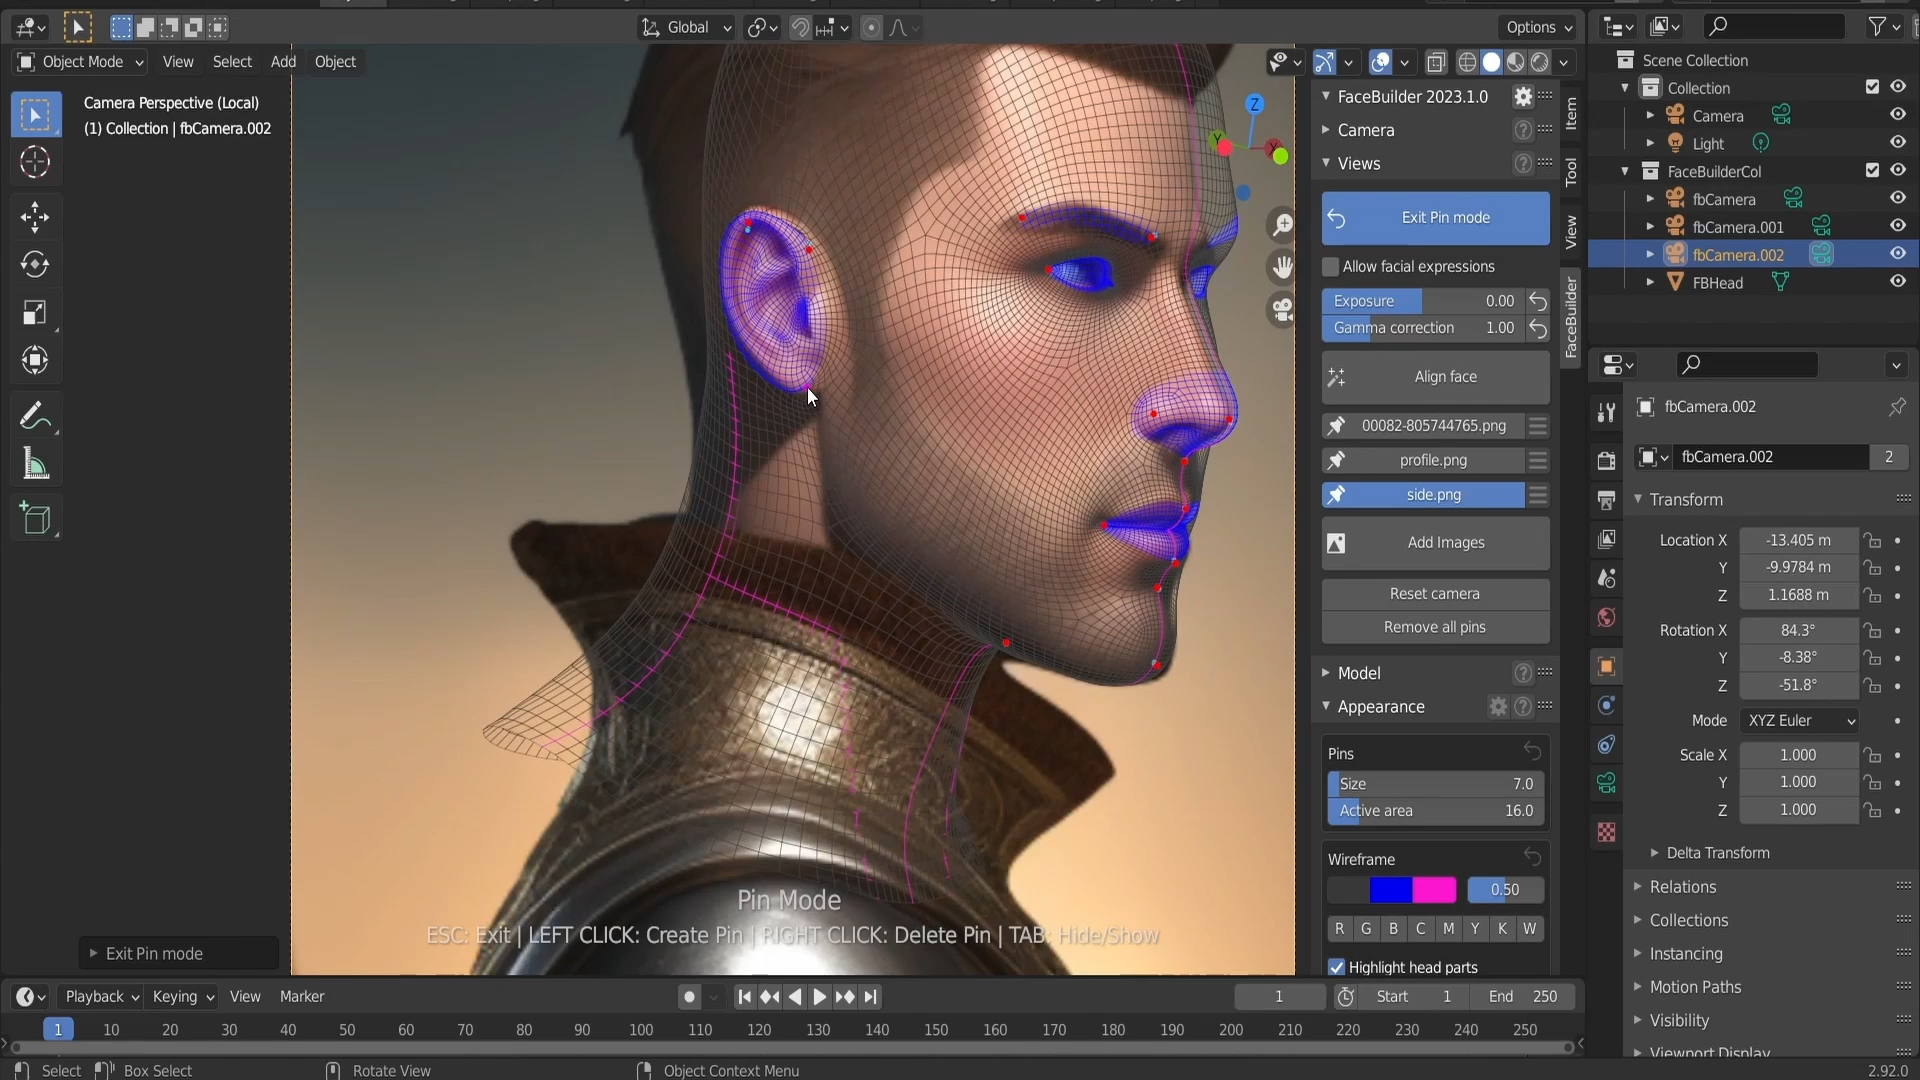 Global
Options
Object Mode
View
Select
Add
Object
Camera Perspective (Local)
(1) Collection | fbCamera.002
Z
Y
X
FaceBuilder 2023.1.0
Camera
Views
Exit Pin mode
Allow facial expressions
Exposure 0.00
Gamma correction 1.00
Align face
00082-805744765.png
profile.png
side.png
Add Images
Reset camera
Remove all pins
Model
Appearance
Pins
Size 7.0
Active area 16.0
Wireframe
0.50
R G B C M Y K W
Highlight head parts
Item
Tool
View
FaceBuilder
Scene Collection
Collection
Camera
Light
FaceBuilderCol
fbCamera
fbCamera.001
fbCamera.002
FBHead
fbCamera.002
fbCamera.002 2
Transform
Location X -13.405 m
Y -9.9784 m
Z 1.1688 m
Rotation X 84.3°
Y -8.38°
Z -51.8°
Mode XYZ Euler
Scale X 1.000
Y 1.000
Z 1.000
Delta Transform
Relations
Collections
Instancing
Motion Paths
Visibility
Viewport Display
Pin Mode
ESC: Exit | LEFT CLICK: Create Pin | RIGHT CLICK: Delete Pin | TAB: Hide/Show
Exit Pin mode
Playback
Keying
View
Marker
1
Start 1
End 250
1 10 20 30 40 50 60 70 80 90 100 110 120 130 140 150 160 170 180 190 200 210 220 230 240 250
Select
Box Select
Rotate View
Object Context Menu
2.92.0